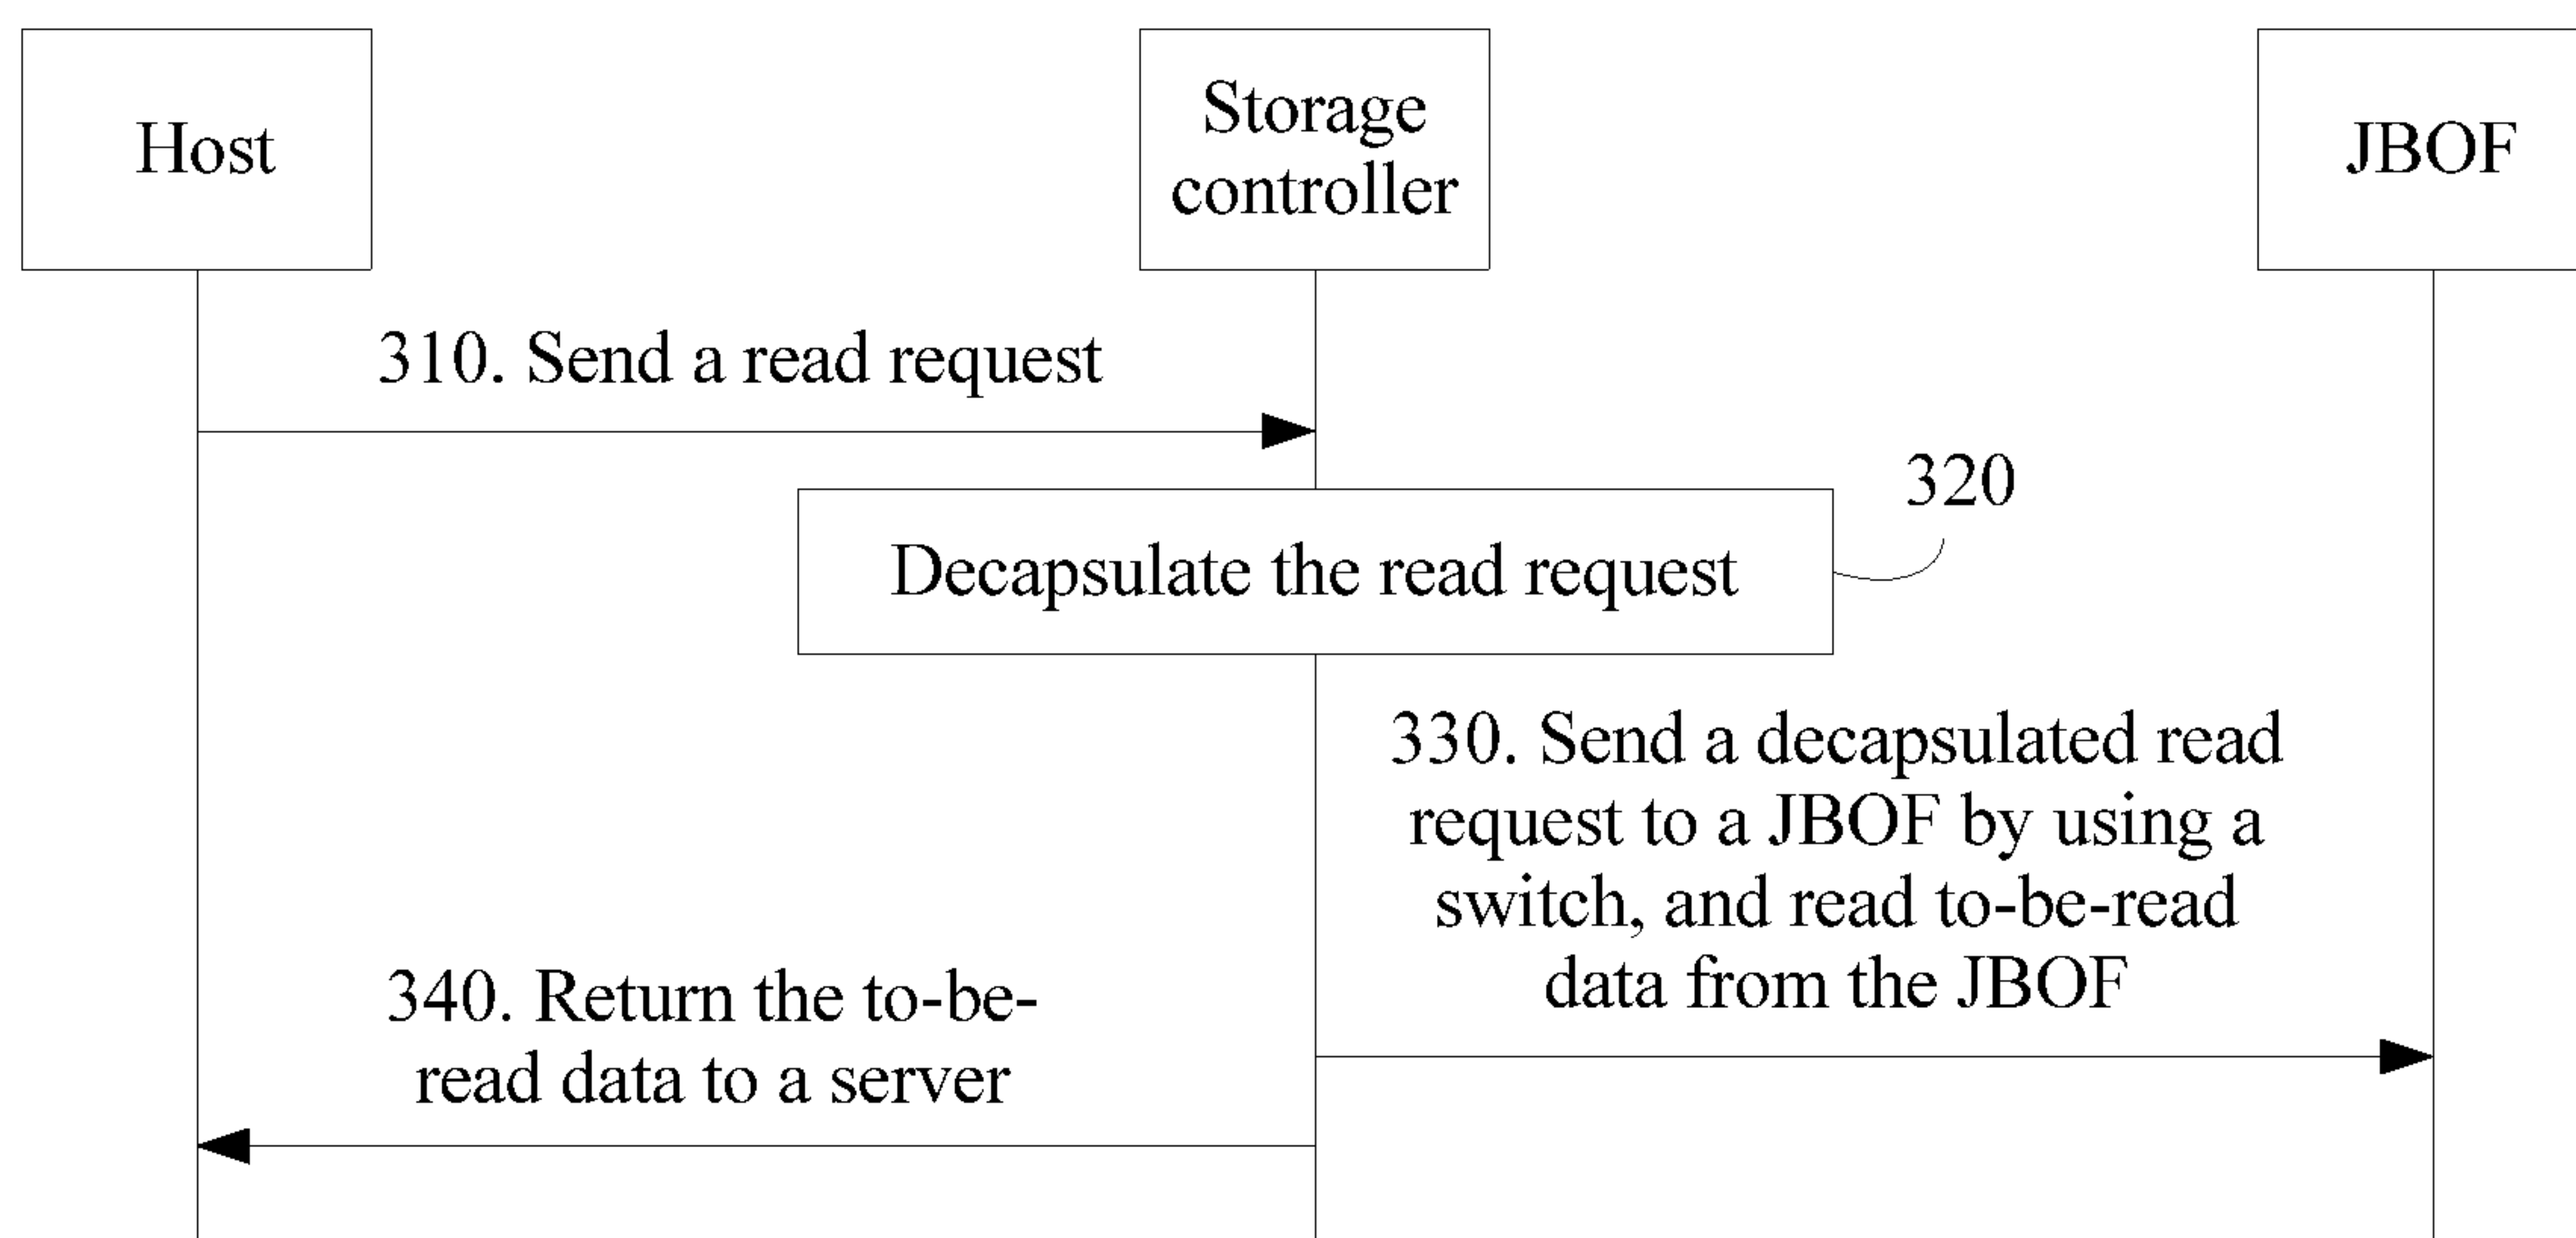 Host
Storage
controller
JBOF
310. Send a read request
320
Decapsulate the read request
330. Send a decapsulated read
request to a JBOF by using a
switch, and read to-be-read
data from the JBOF
340. Return the to-be-
read data to a server